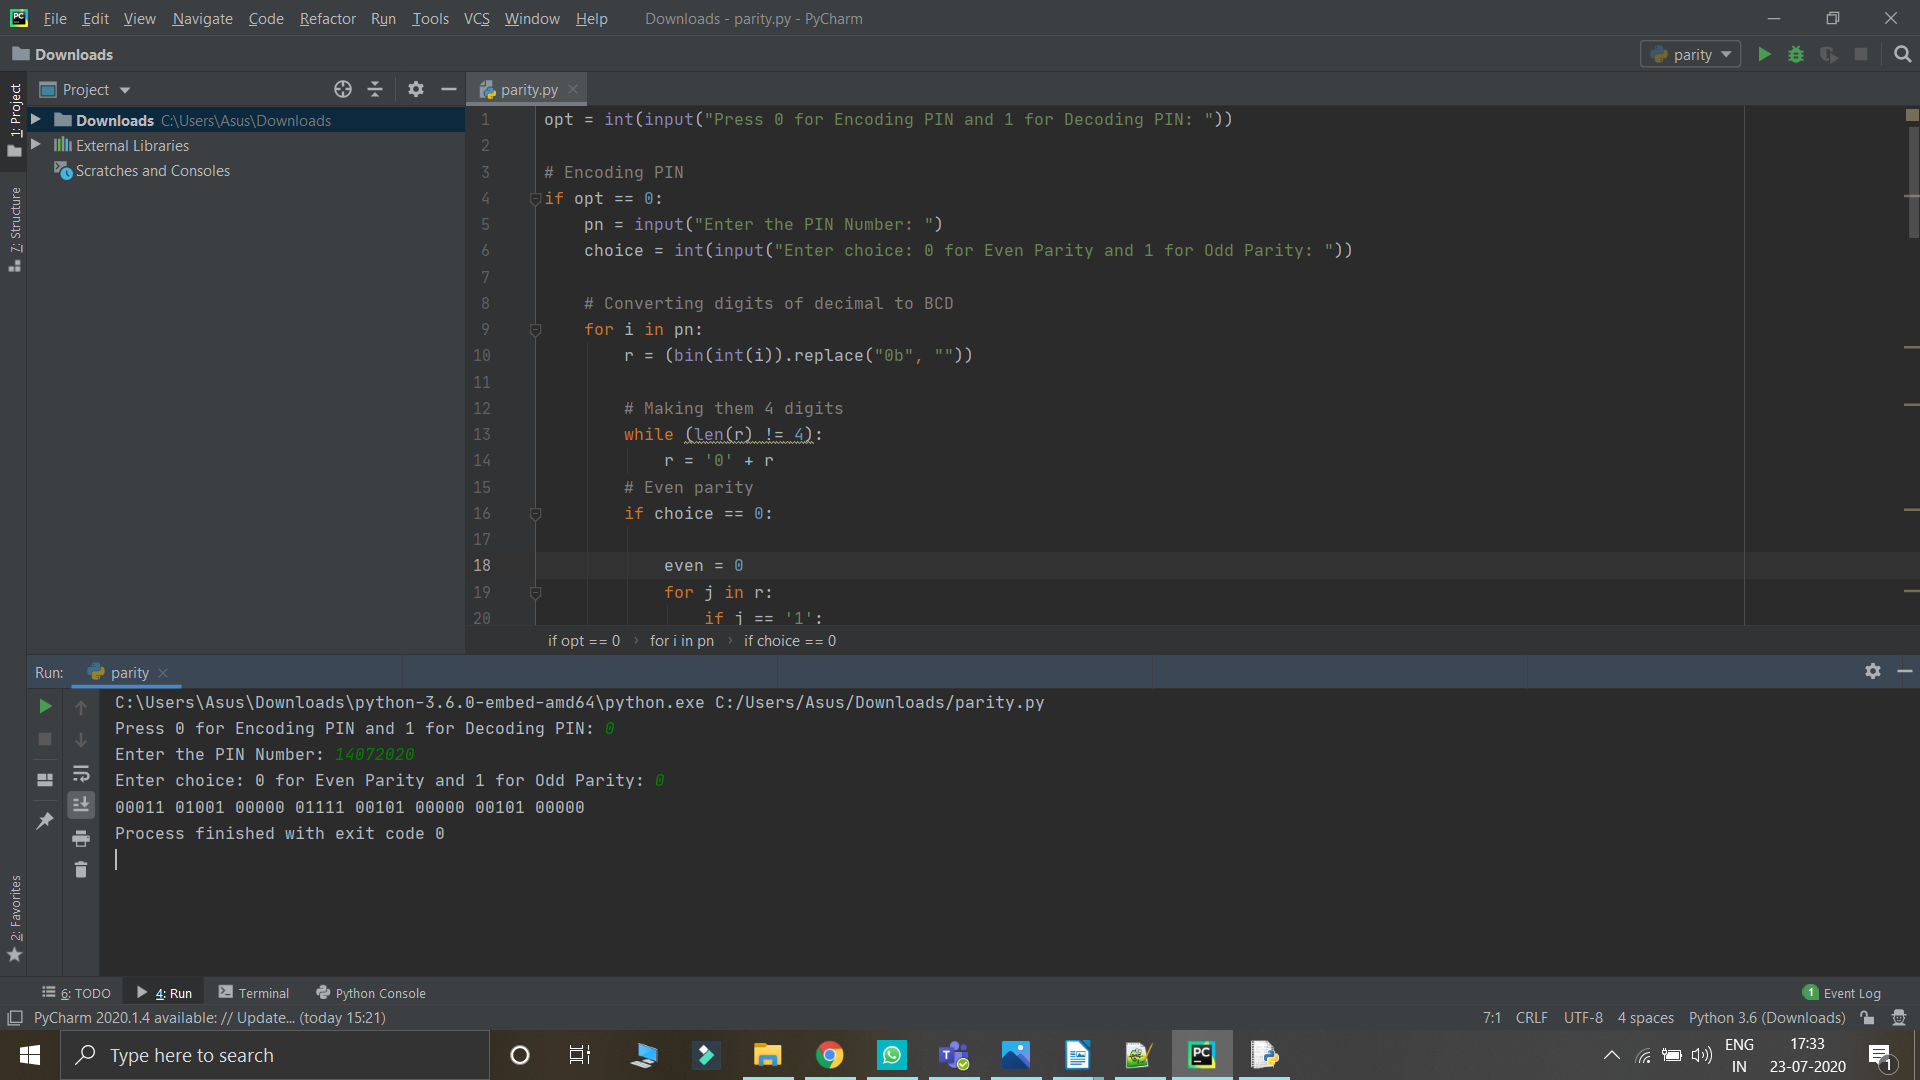 File Edit View Navigate Code Refactor Run Tools VCS Window Help Downloads - parity.py - PyCharm
Downloads
parity
Project
parity.py
1: Project
Downloads C:\Users\Asus\Downloads
External Libraries
Scratches and Consoles
7: Structure
1 opt = int(input("Press 0 for Encoding PIN and 1 for Decoding PIN: "))
2
3 # Encoding PIN
4 if opt == 0:
5 pn = input("Enter the PIN Number: ")
6 choice = int(input("Enter choice: 0 for Even Parity and 1 for Odd Parity: "))
7
8 # Converting digits of decimal to BCD
9 for i in pn:
10 r = (bin(int(i)).replace("0b", ""))
11
12 # Making them 4 digits
13 while (len(r) != 4):
14 r = '0' + r
15 # Even parity
16 if choice == 0:
17
18 even = 0
19 for j in r:
20 if j == '1':
if opt == 0 › for i in pn › if choice == 0
Run: parity
C:\Users\Asus\Downloads\python-3.6.0-embed-amd64\python.exe C:/Users/Asus/Downloads/parity.py
Press 0 for Encoding PIN and 1 for Decoding PIN: 0
Enter the PIN Number: 14072020
Enter choice: 0 for Even Parity and 1 for Odd Parity: 0
00011 01001 00000 01111 00101 00000 00101 00000
Process finished with exit code 0
2: Favorites
6: TODO 4: Run Terminal Python Console 1 Event Log
PyCharm 2020.1.4 available: // Update... (today 15:21) 7:1 CRLF UTF-8 4 spaces Python 3.6 (Downloads)
Type here to search
PC
ENG
IN
17:33
23-07-2020
1